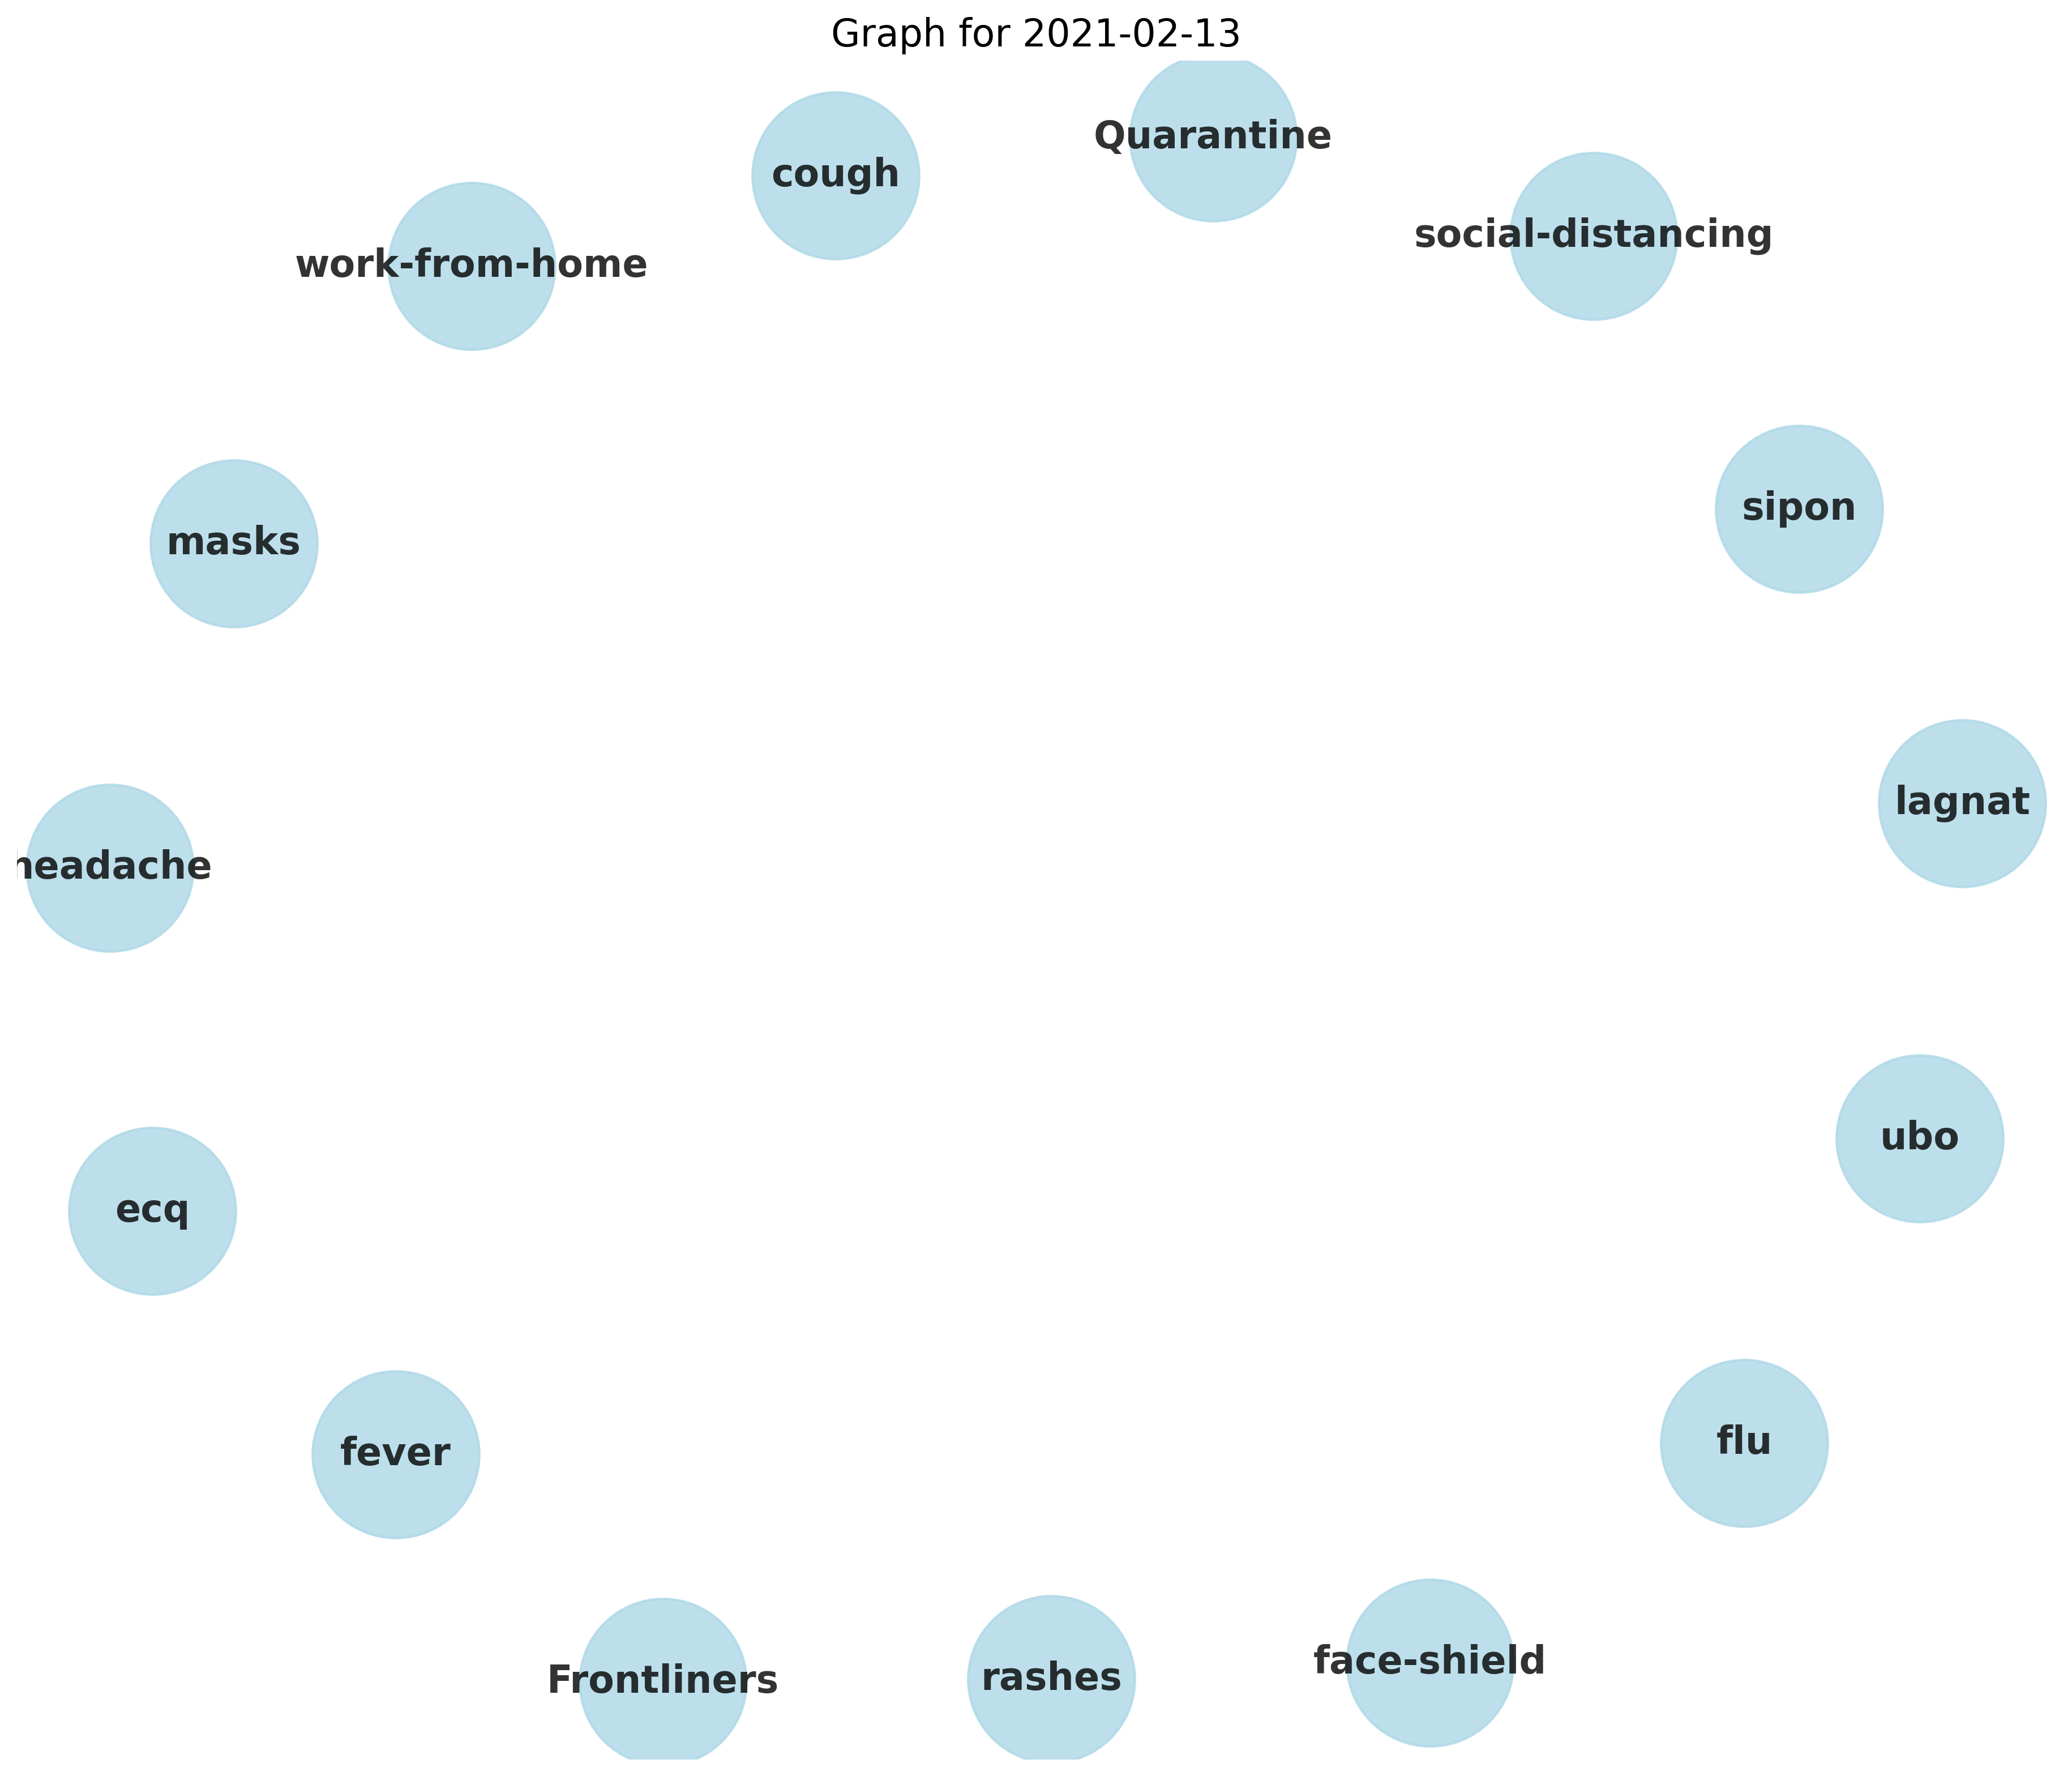 Graph for 2021-02-13
Quarantine
cough
social-distancing
work-from-home
sipon
masks
lagnat
headache
ubo
ecq
flu
fever
face-shield
rashes
Frontliners